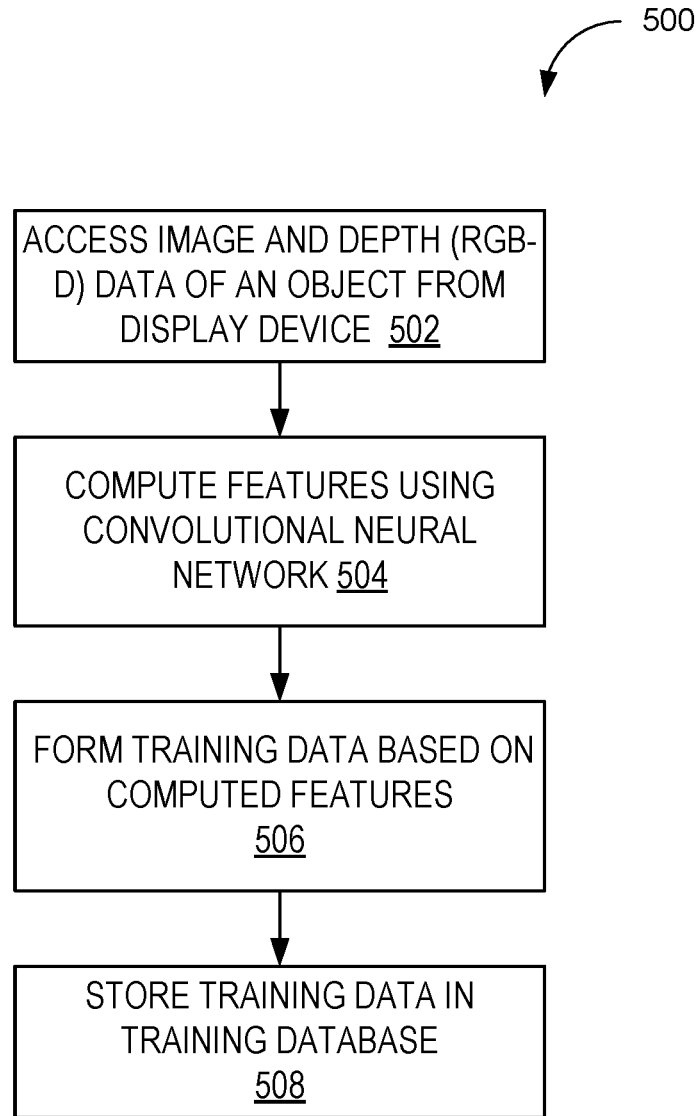 500
ACCESS IMAGE AND DEPTH (RGB-
D) DATA OF AN OBJECT FROM
DISPLAY DEVICE 502
COMPUTE FEATURES USING
CONVOLUTIONAL NEURAL
NETWORK 504
FORM TRAINING DATA BASED ON
COMPUTED FEATURES
506
STORE TRAINING DATA IN
TRAINING DATABASE
508